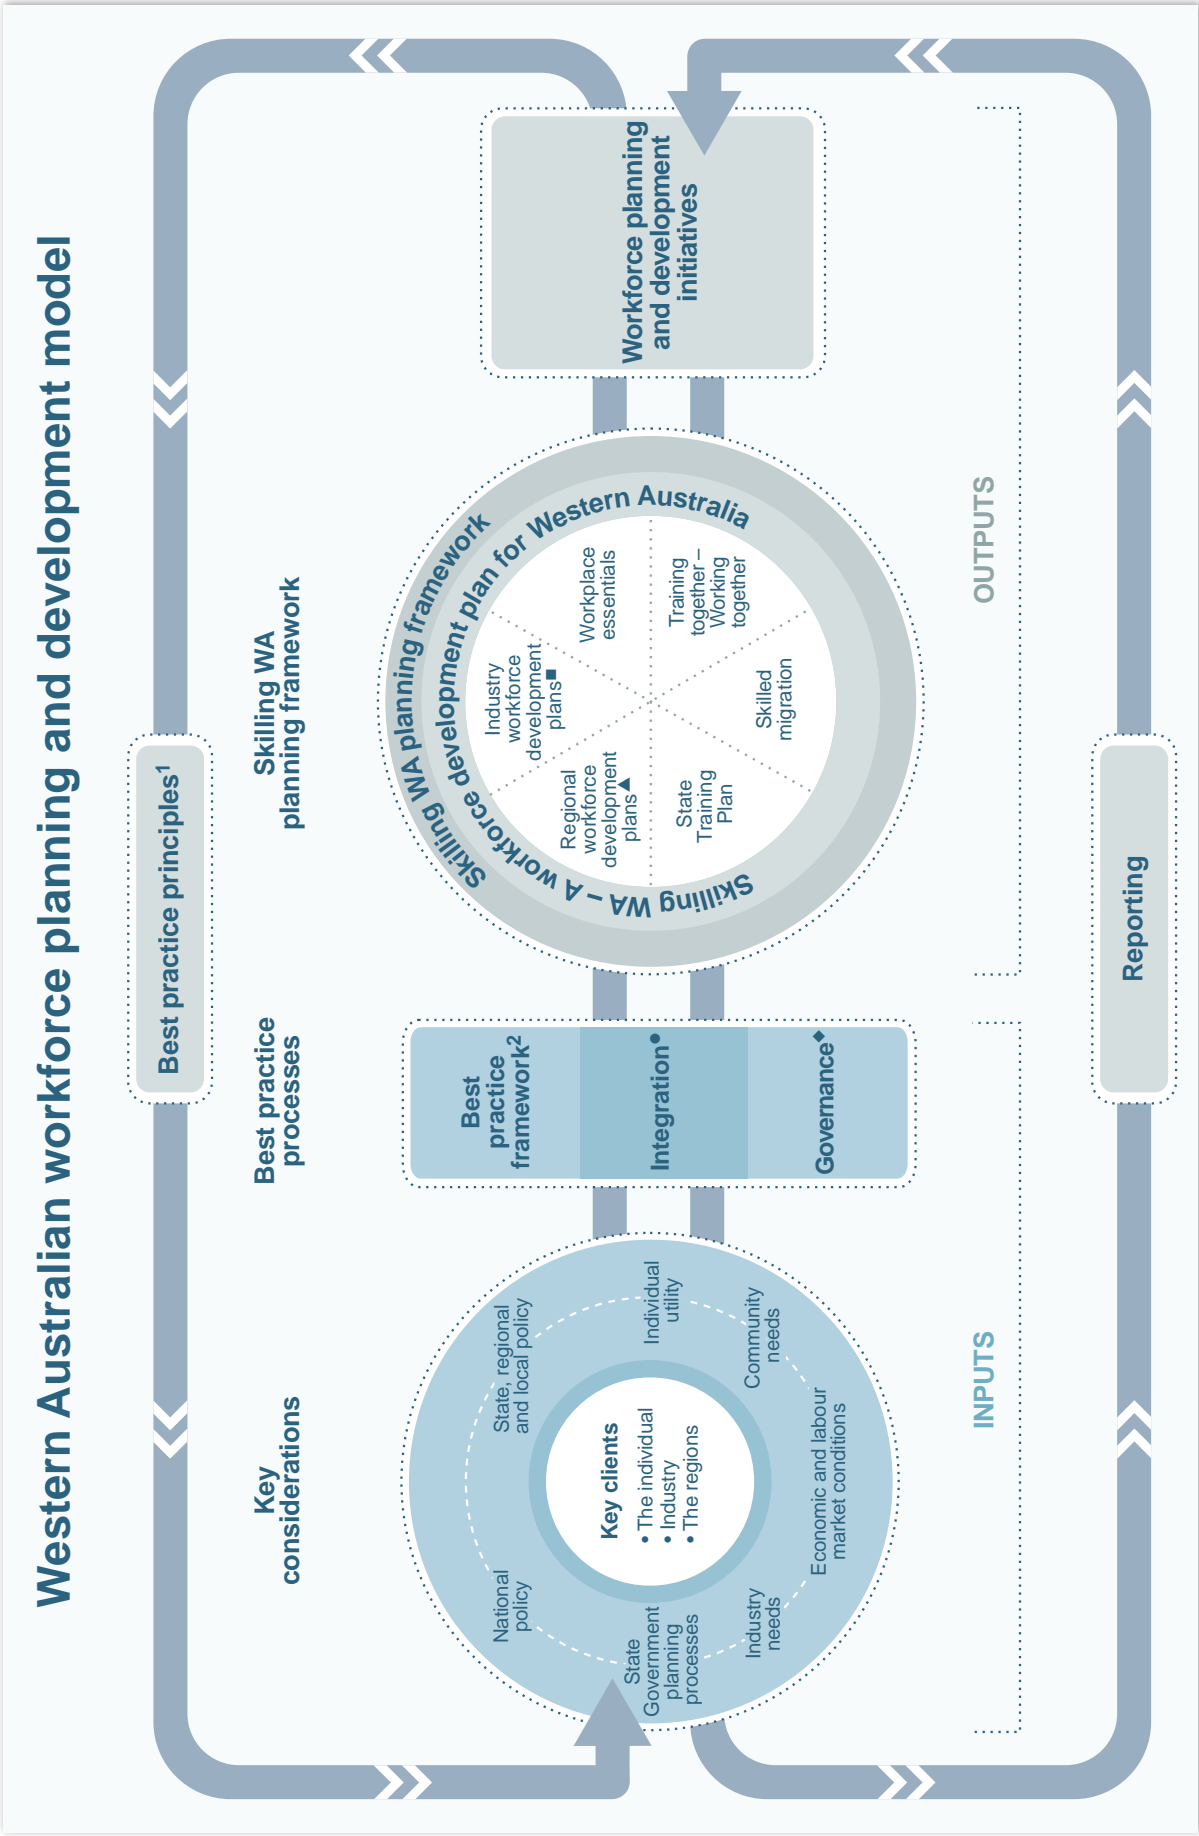 Western Australian workforce planning and development model
Best practice principles¹
Key
considerations
Best practice
processes
Skilling WA
planning framework
National
policy
State, regional
and local policy
Individual
utility
Community
needs
Economic and labour
market conditions
Industry
needs
State
Government
planning
processes
Key clients
• The individual
• Industry
• The regions
Best
practice
framework²
Integration●
Governance◆
Skilling WA planning framework
Skilling WA – A workforce development plan for Western Australia
Regional
workforce
development
plans▲
Industry
workforce
development
plans■
Workplace
essentials
Training
together –
Working
together
Skilled
migration
State
Training
Plan
Workforce planning
and development
initiatives
INPUTS
OUTPUTS
Reporting